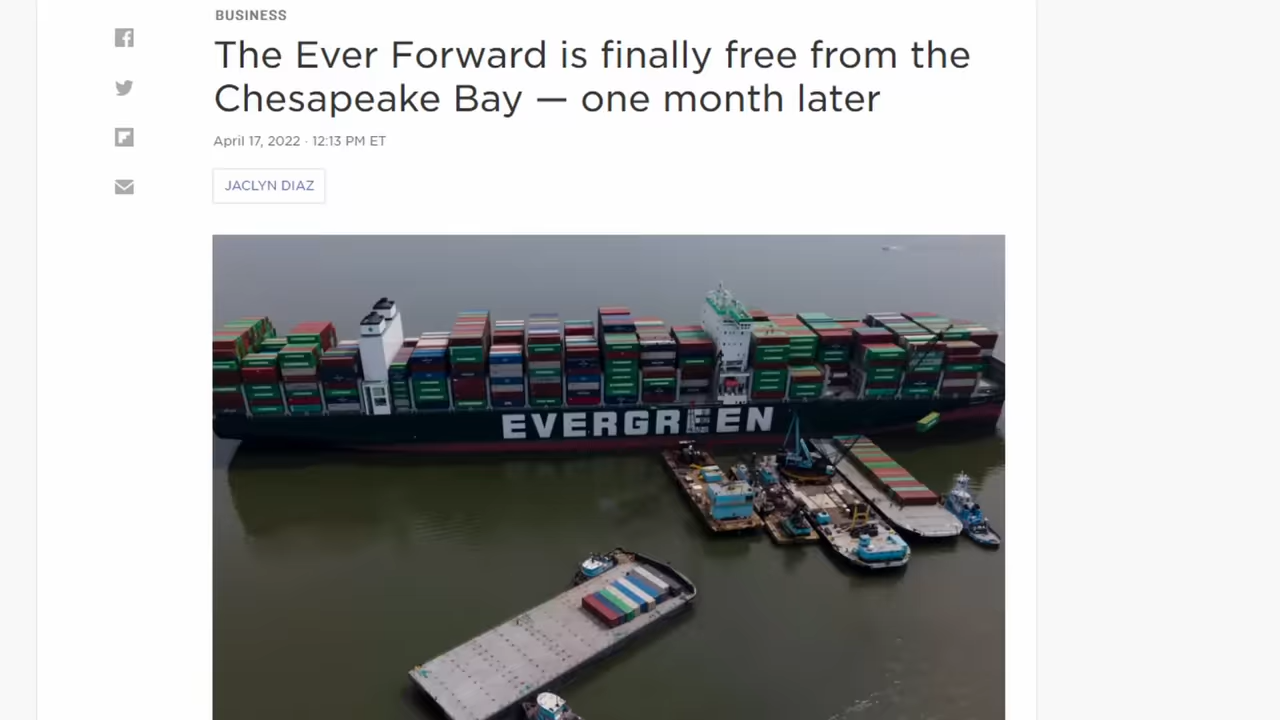 BUSINESS
The Ever Forward is finally free from the
Chesapeake Bay — one month later
April 17, 2022 · 12:13 PM ET
JACLYN DIAZ
EVERGREEN